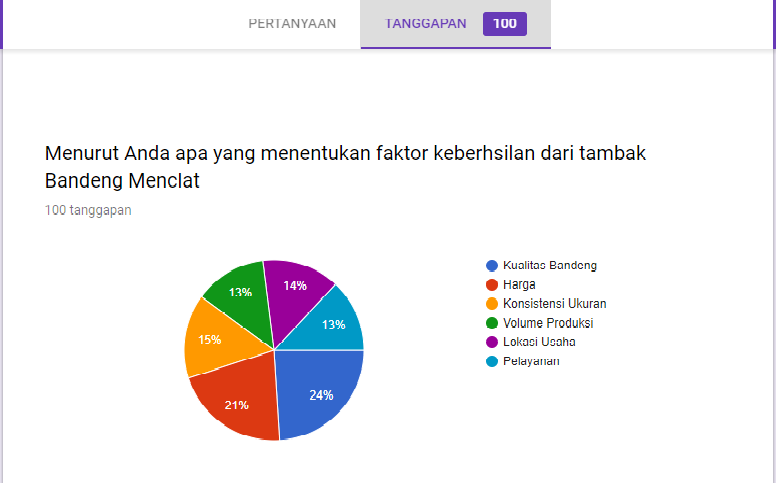 PERTANYAAN TANGGAPAN 100
Menurut Anda apa yang menentukan faktor keberhsilan dari tambak
Bandeng Menclat
100 tanggapan
Kualitas Bandeng
Harga
Konsistensi Ukuran
Volume Produksi
Lokasi Usaha
Pelayanan
13%
14%
13%
15%
21%
24%